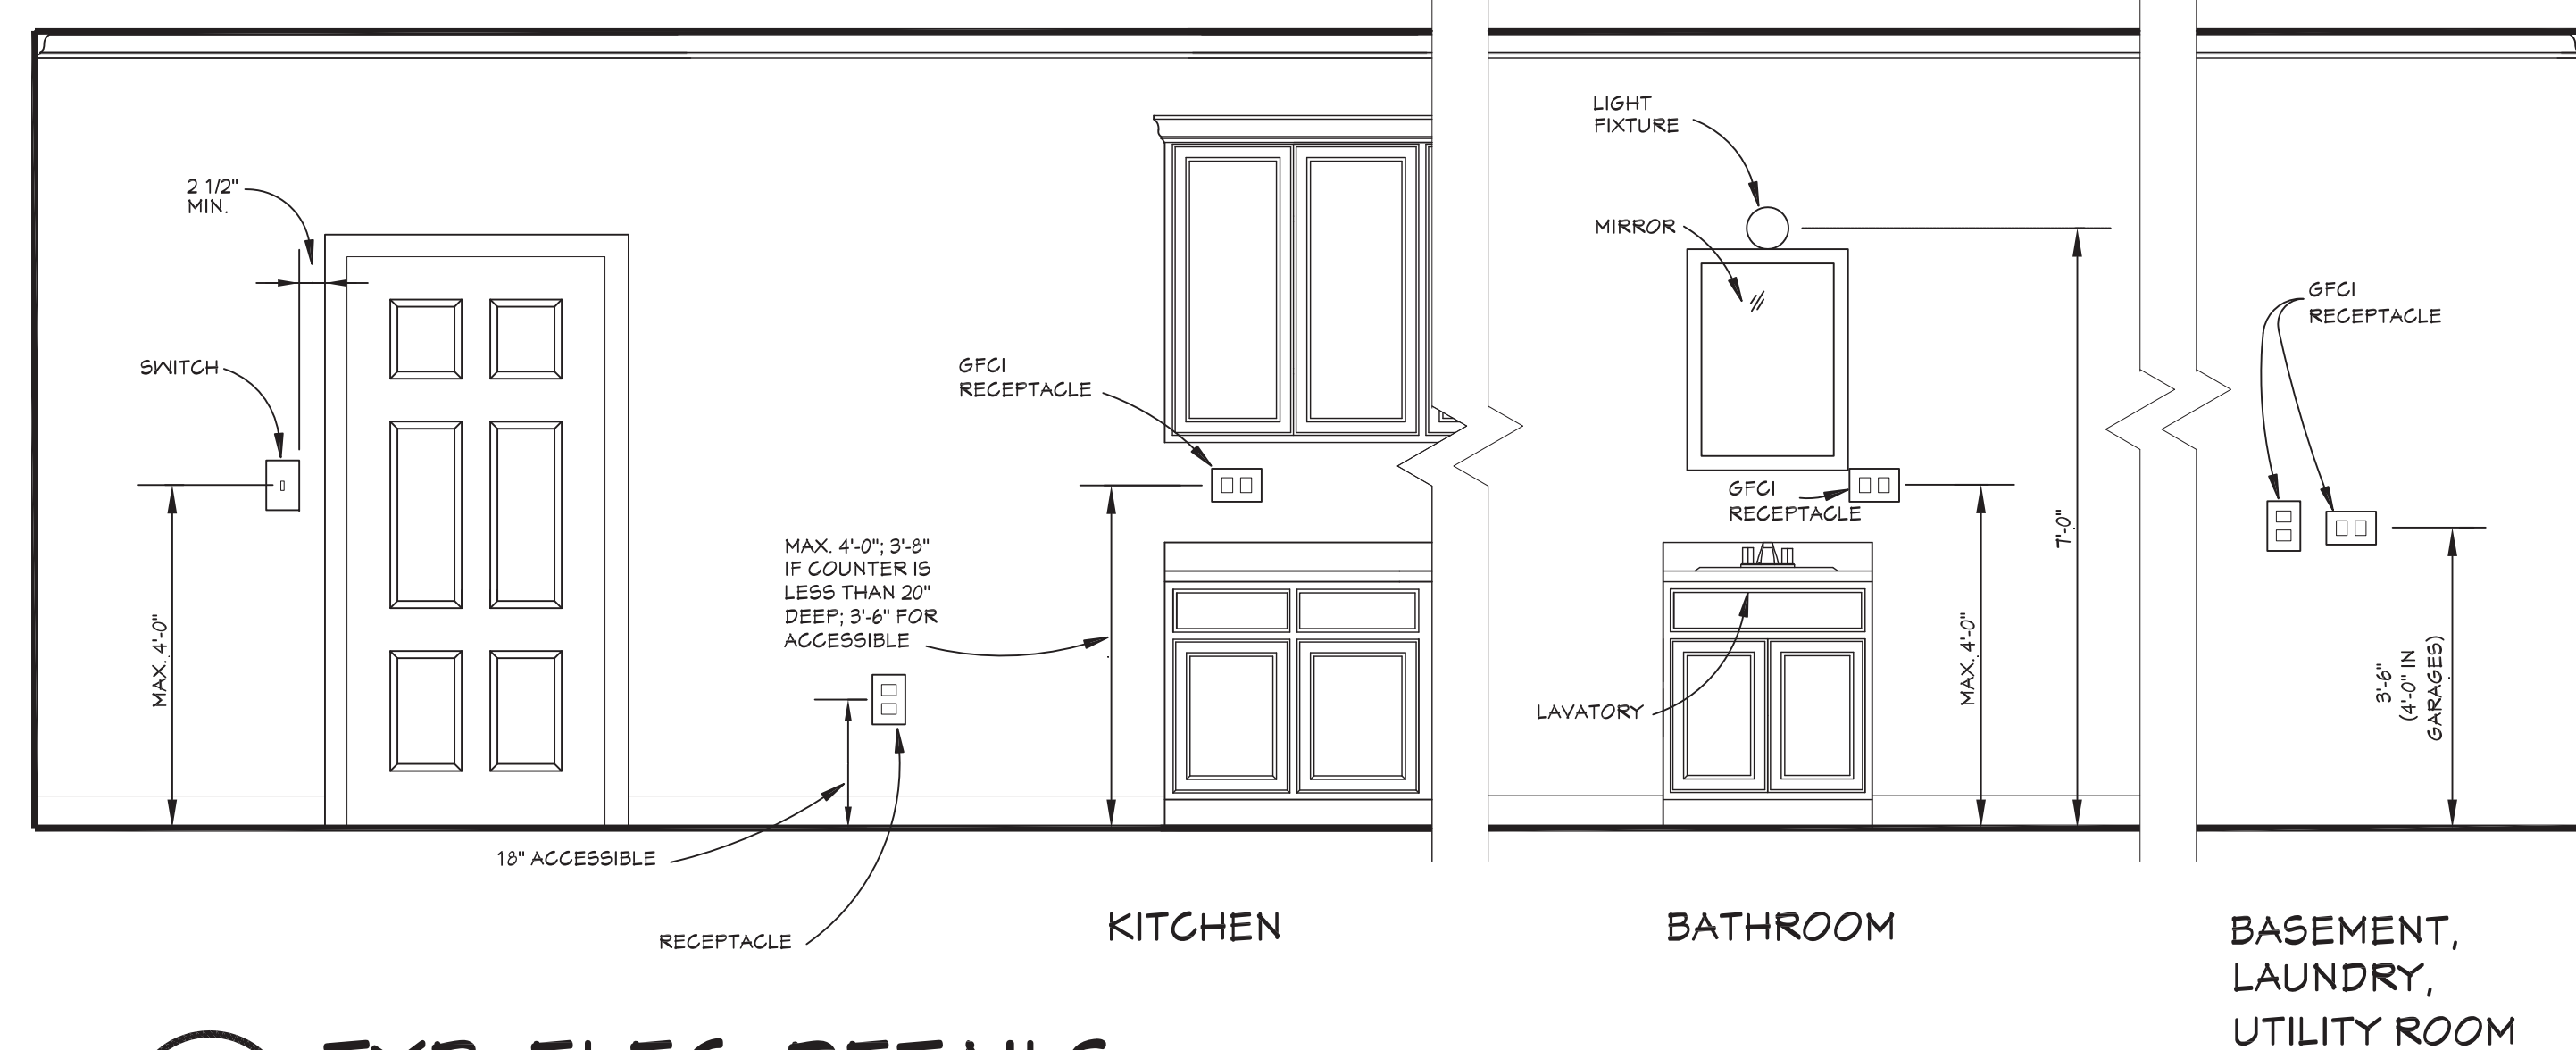 2 1/2"
MIN.
SWITCH
MAX. 4'-0"
18" ACCESSIBLE
RECEPTACLE
GFCI
RECEPTACLE
MAX. 4'-0"; 3'-8"
IF COUNTER IS
LESS THAN 20"
DEEP; 3'-6" FOR
ACCESSIBLE
KITCHEN
LIGHT
FIXTURE
MIRROR
GFCI
RECEPTACLE
LAVATORY
MAX. 4'-0"
7'-0"
BATHROOM
GFCI
RECEPTACLE
3'-6"
(4'-0" IN
GARAGES)
BASEMENT,
LAUNDRY,
UTILITY ROOM